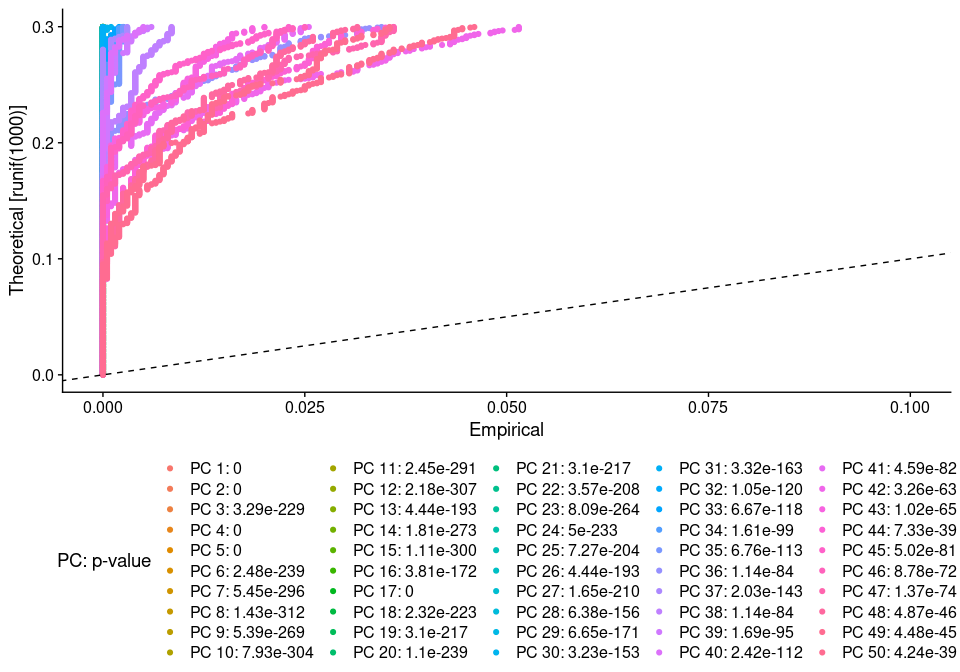 0.3
0.2
0.1
0.0
Theoretical [runif(1000)]
0.000 0.025 0.050 0.075 0.100
Empirical
PC: p-value
PC 1: 0
PC 2: 0
PC 3: 3.29e-229
PC 4: 0
PC 5: 0
PC 6: 2.48e-239
PC 7: 5.45e-296
PC 8: 1.43e-312
PC 9: 5.39e-269
PC 10: 7.93e-304
PC 11: 2.45e-291
PC 12: 2.18e-307
PC 13: 4.44e-193
PC 14: 1.81e-273
PC 15: 1.11e-300
PC 16: 3.81e-172
PC 17: 0
PC 18: 2.32e-223
PC 19: 3.1e-217
PC 20: 1.1e-239
PC 21: 3.1e-217
PC 22: 3.57e-208
PC 23: 8.09e-264
PC 24: 5e-233
PC 25: 7.27e-204
PC 26: 4.44e-193
PC 27: 1.65e-210
PC 28: 6.38e-156
PC 29: 6.65e-171
PC 30: 3.23e-153
PC 31: 3.32e-163
PC 32: 1.05e-120
PC 33: 6.67e-118
PC 34: 1.61e-99
PC 35: 6.76e-113
PC 36: 1.14e-84
PC 37: 2.03e-143
PC 38: 1.14e-84
PC 39: 1.69e-95
PC 40: 2.42e-112
PC 41: 4.59e-82
PC 42: 3.26e-63
PC 43: 1.02e-65
PC 44: 7.33e-39
PC 45: 5.02e-81
PC 46: 8.78e-72
PC 47: 1.37e-74
PC 48: 4.87e-46
PC 49: 4.48e-45
PC 50: 4.24e-39